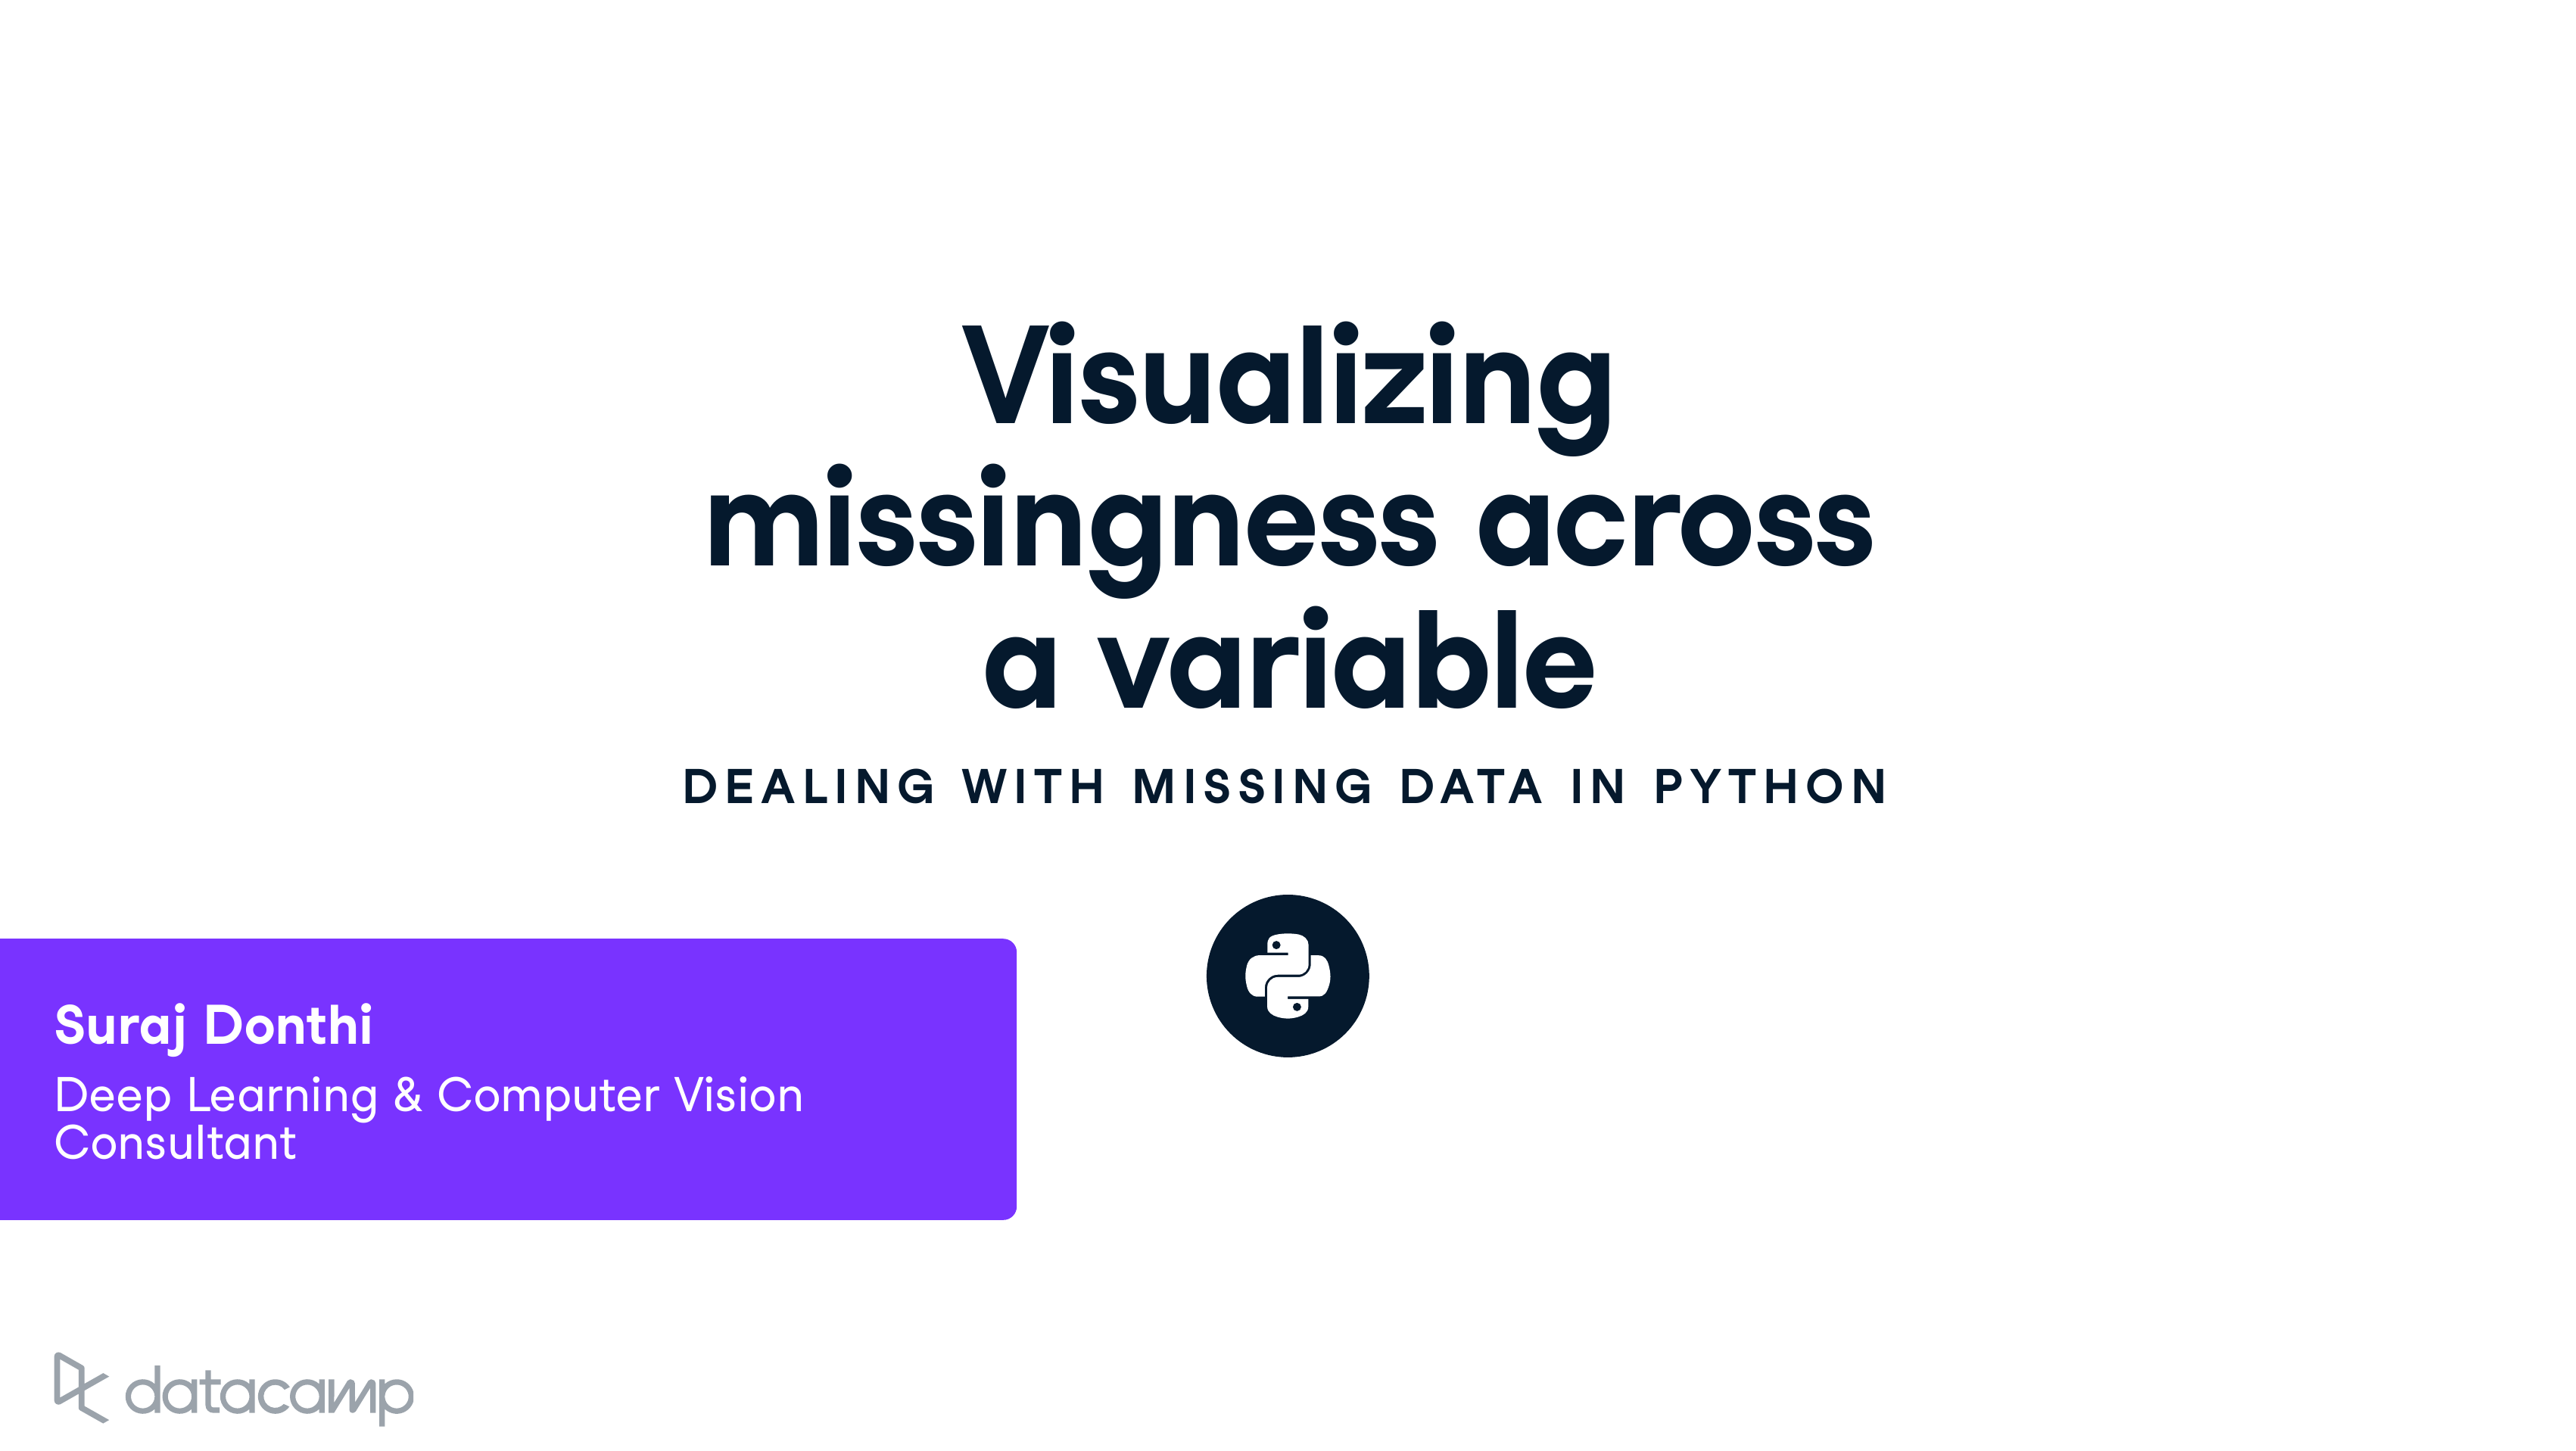 Visualizing
missingness across
a variable
DEALING WITH MISSING DATA IN PYTHON
Suraj Donthi
Deep Learning & Computer Vision
Consultant
datacamp